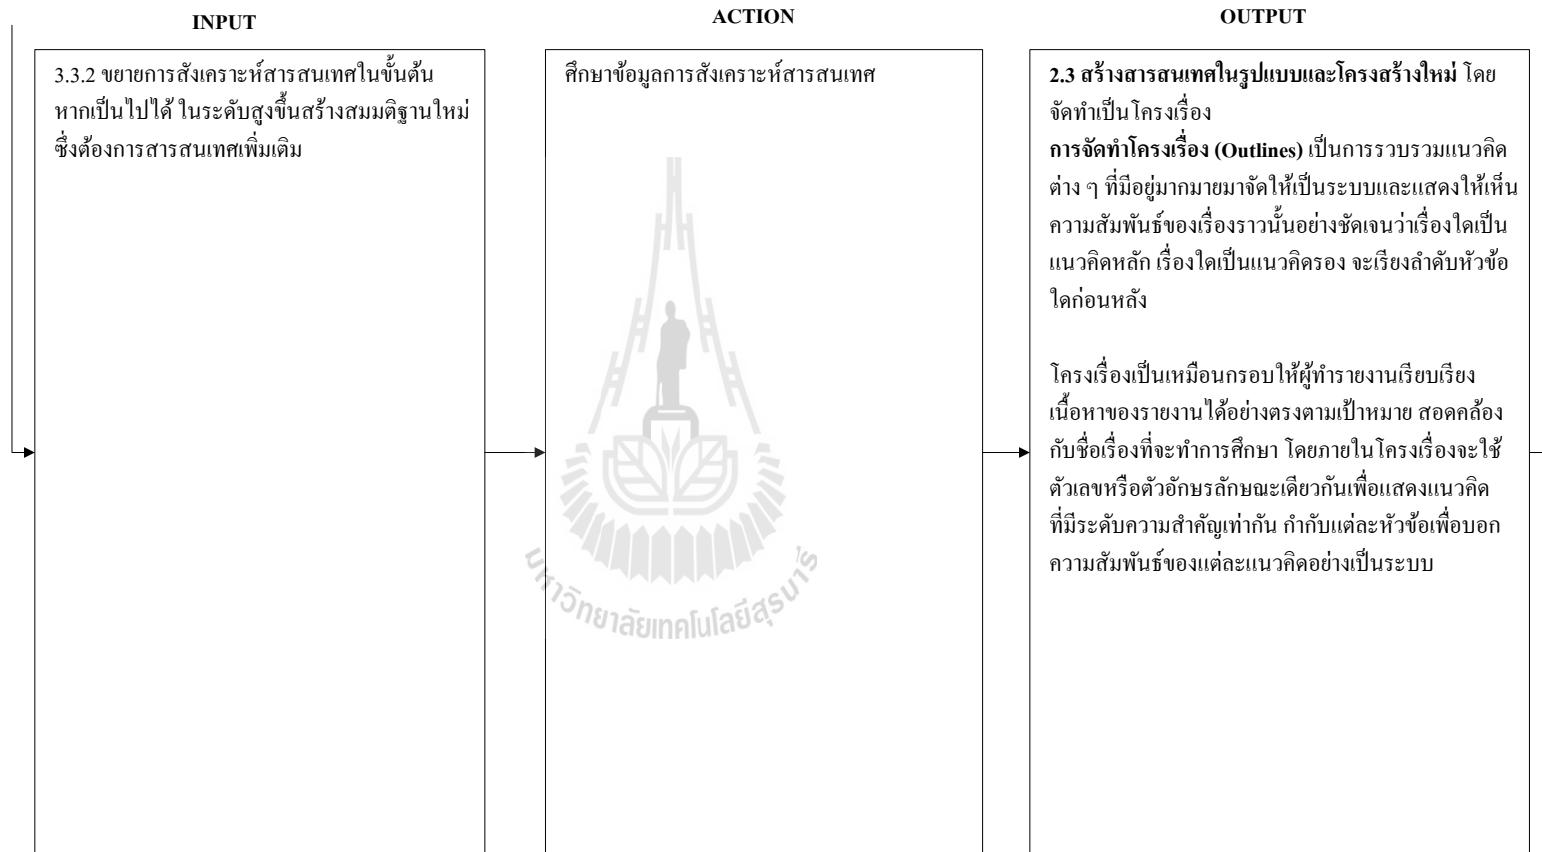 INPUT
ACTION
OUTPUT
3.3.2 ขยายการสังเคราะห์สารสนเทศในขั้นต้น
หากเป็นไปได้ ในระดับสูงขึ้นสร้างสมมติฐานใหม่
ซึ่งต้องการสารสนเทศเพิ่มเติม
ศึกษาข้อมูลการสังเคราะห์สารสนเทศ
2.3 สร้างสารสนเทศในรูปแบบและโครงสร้างใหม่ โดย
จัดทำเป็นโครงเรื่อง
การจัดทำโครงเรื่อง (Outlines) เป็นการรวบรวมแนวคิด
ต่าง ๆ ที่มีอยู่มากมายมาจัดให้เป็นระบบและแสดงให้เห็น
ความสัมพันธ์ของเรื่องราวนั้นอย่างชัดเจนว่าเรื่องใดเป็น
แนวคิดหลัก เรื่องใดเป็นแนวคิดรอง จะเรียงลำดับหัวข้อ
ใดก่อนหลัง
โครงเรื่องเป็นเหมือนกรอบให้ผู้ทำรายงานเรียบเรียง
เนื้อหาของรายงานได้อย่างตรงตามเป้าหมาย สอดคล้อง
กับชื่อเรื่องที่จะทำการศึกษา โดยภายในโครงเรื่องจะใช้
ตัวเลขหรือตัวอักษรลักษณะเดียวกันเพื่อแสดงแนวคิด
ที่มีระดับความสำคัญเท่ากัน กำกับแต่ละหัวข้อเพื่อบอก
ความสัมพันธ์ของแต่ละแนวคิดอย่างเป็นระบบ
มหาวิทยาลัยเทคโนโลยีสุรนารี